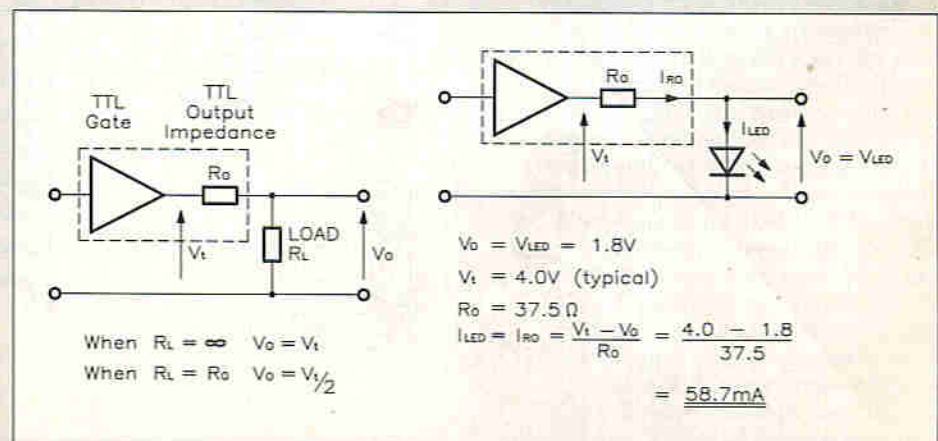 TTL
Gate
TTL
Output
Impedance
Ro
Vt
LOAD
RL
Vo
When RL = ∞ Vo = Vt
When RL = Ro Vo = Vt/2
Ro
IRO
Vt
ILED
Vo = VLED
Vo = VLED = 1.8V
Vt = 4.0V (typical)
Ro = 37.5 Ω
ILED = IRO = Vt − Vo / Ro = 4.0 − 1.8 / 37.5
= 58.7mA